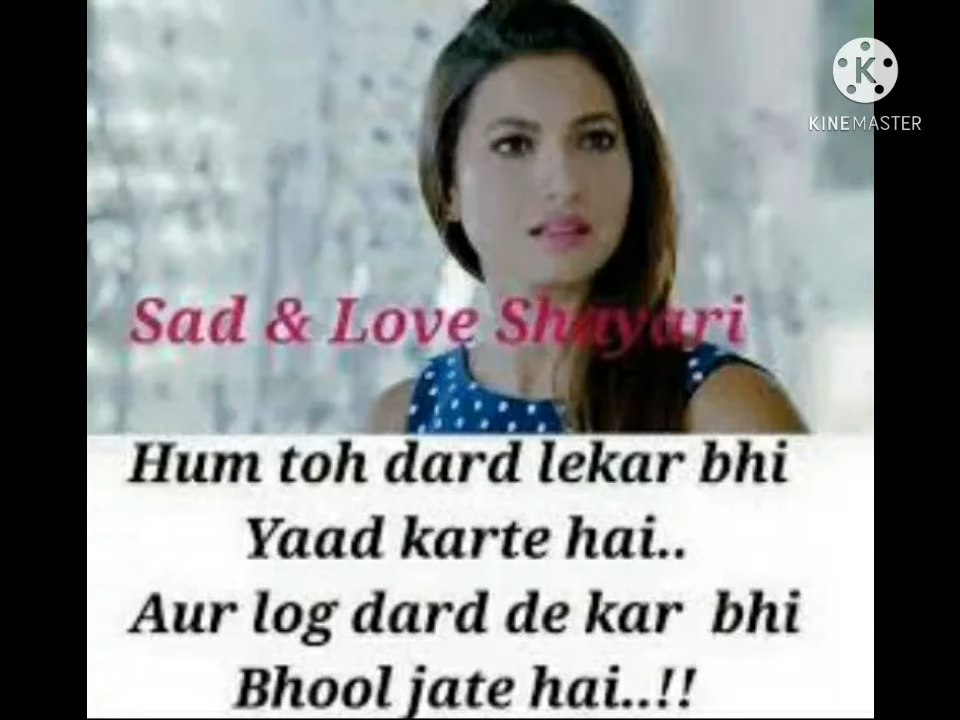 K
KINEMASTER
Sad & Love Shayari
Hum toh dard lekar bhi
Yaad karte hai..
Aur log dard de kar bhi
Bhool jate hai..!!